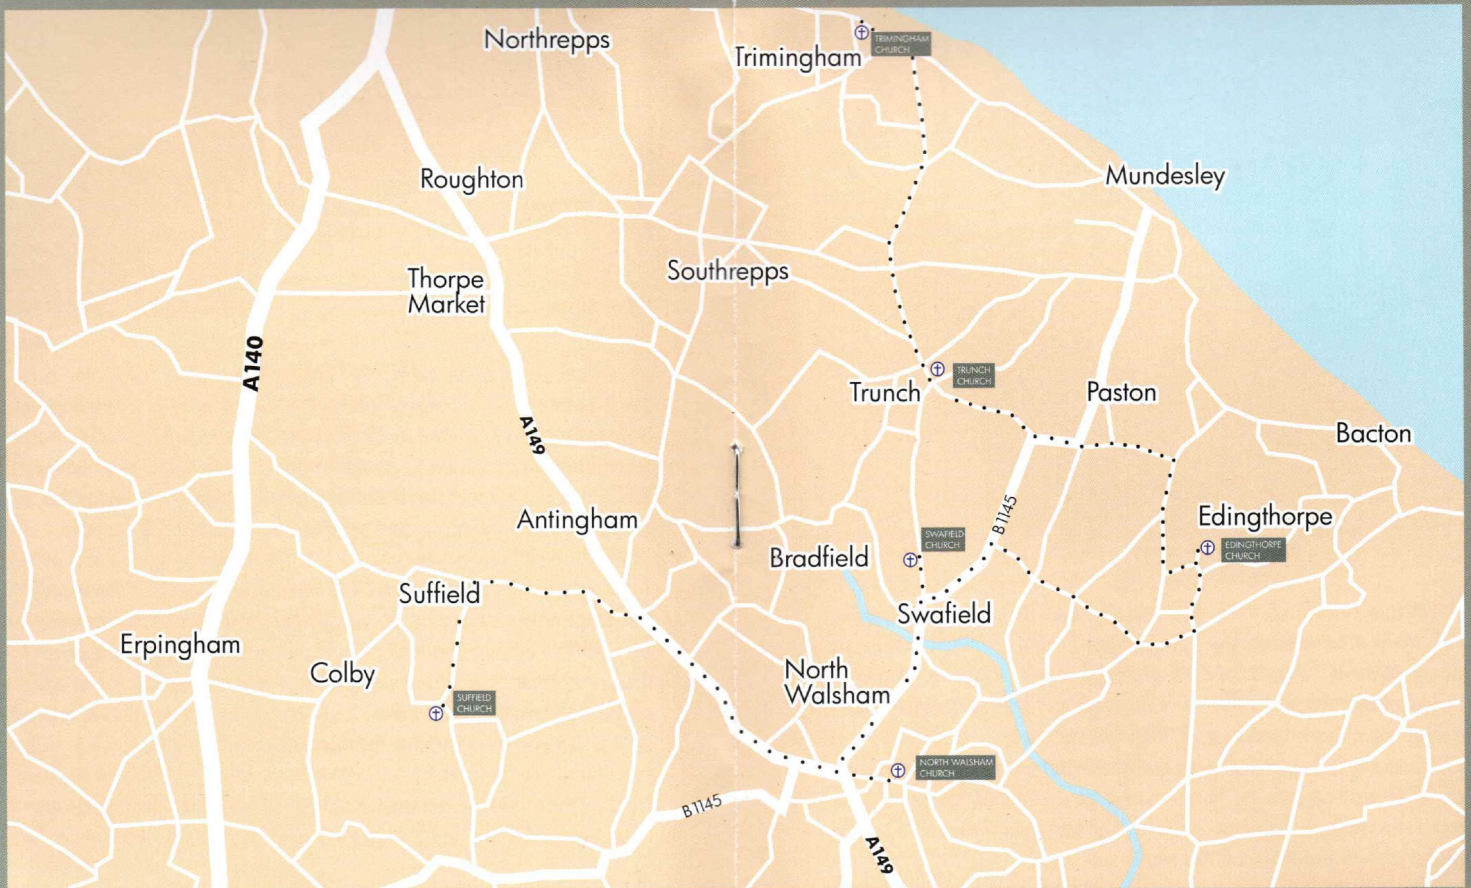 Northrepps
Trimingham
TRIMINGHAM
CHURCH
Roughton
Mundesley
Thorpe
Market
Southrepps
A140
A149
Trunch
TRUNCH
CHURCH
Paston
Bacton
Antingham
B1145
Edingthorpe
EDINGTHORPE
CHURCH
Bradfield
SWAFIELD
CHURCH
Suffield
Swafield
Erpingham
Colby
SUFFIELD
CHURCH
North
Walsham
NORTH WALSHAM
CHURCH
B1145
A149